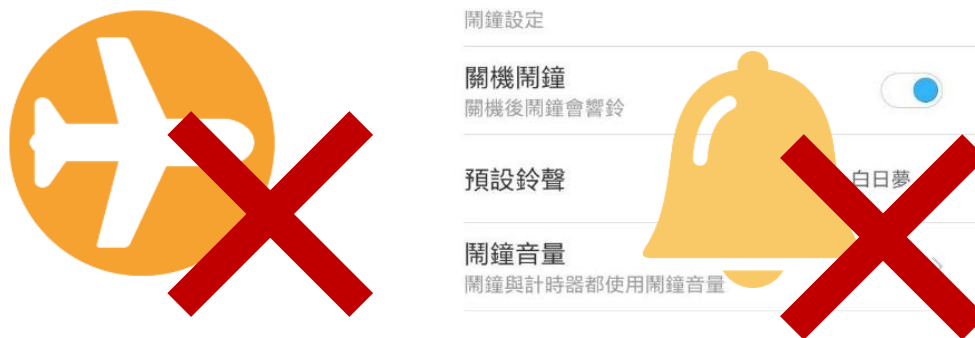 鬧鐘設定
關機鬧鐘
關機後鬧鐘會響鈴
預設鈴聲
白日夢
鬧鐘音量
鬧鐘與計時器都使用鬧鐘音量